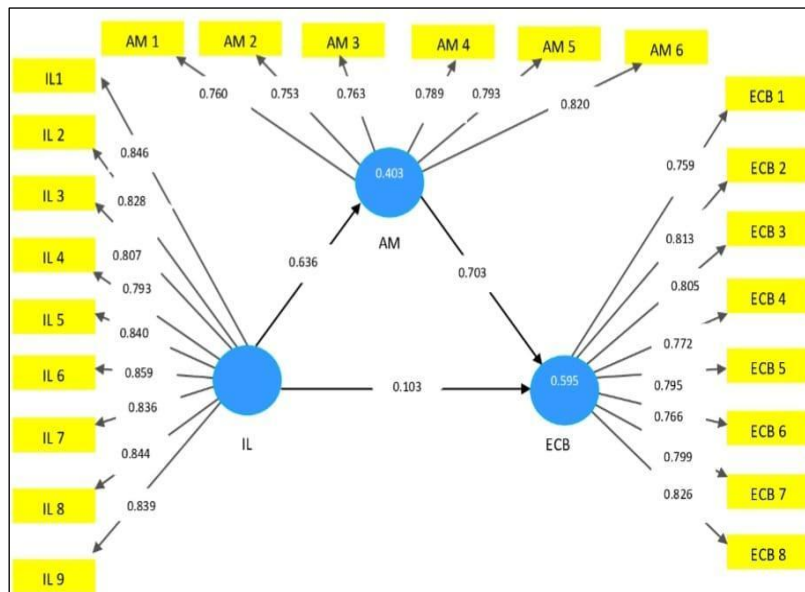 AM 1
AM 2
AM 3
AM 4
AM 5
AM 6
0.760
0.753
0.763
0.789
0.793
0.820
IL1
IL 2
IL 3
IL 4
IL 5
IL 6
IL 7
IL 8
IL 9
0.846
0.828
0.807
0.793
0.840
0.859
0.836
0.844
0.839
0.403
AM
0.636
0.703
IL
0.103
0.595
ECB
0.759
0.813
0.805
0.772
0.795
0.766
0.799
0.826
ECB 1
ECB 2
ECB 3
ECB 4
ECB 5
ECB 6
ECB 7
ECB 8